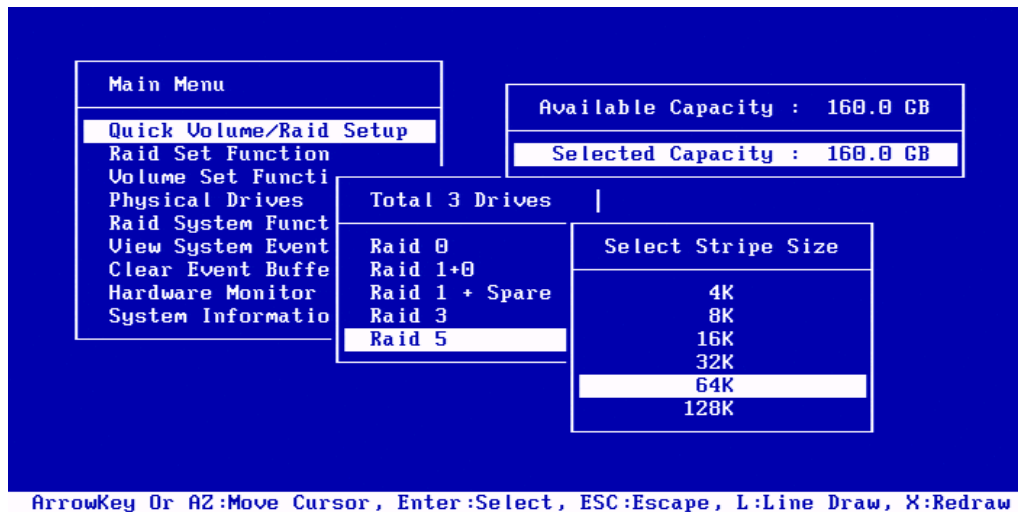 Main Menu
Quick Volume/Raid Setup
Raid Set Function
Volume Set Functi
Physical Drives
Raid System Funct
View System Event
Clear Event Buffe
Hardware Monitor
System Informatio
Available Capacity : 160.0 GB
Selected Capacity : 160.0 GB
Total 3 Drives
Raid 0
Raid 1+0
Raid 1 + Spare
Raid 3
Raid 5
Select Stripe Size
4K
8K
16K
32K
64K
128K
ArrowKey Or AZ:Move Cursor, Enter:Select, ESC:Escape, L:Line Draw, X:Redraw